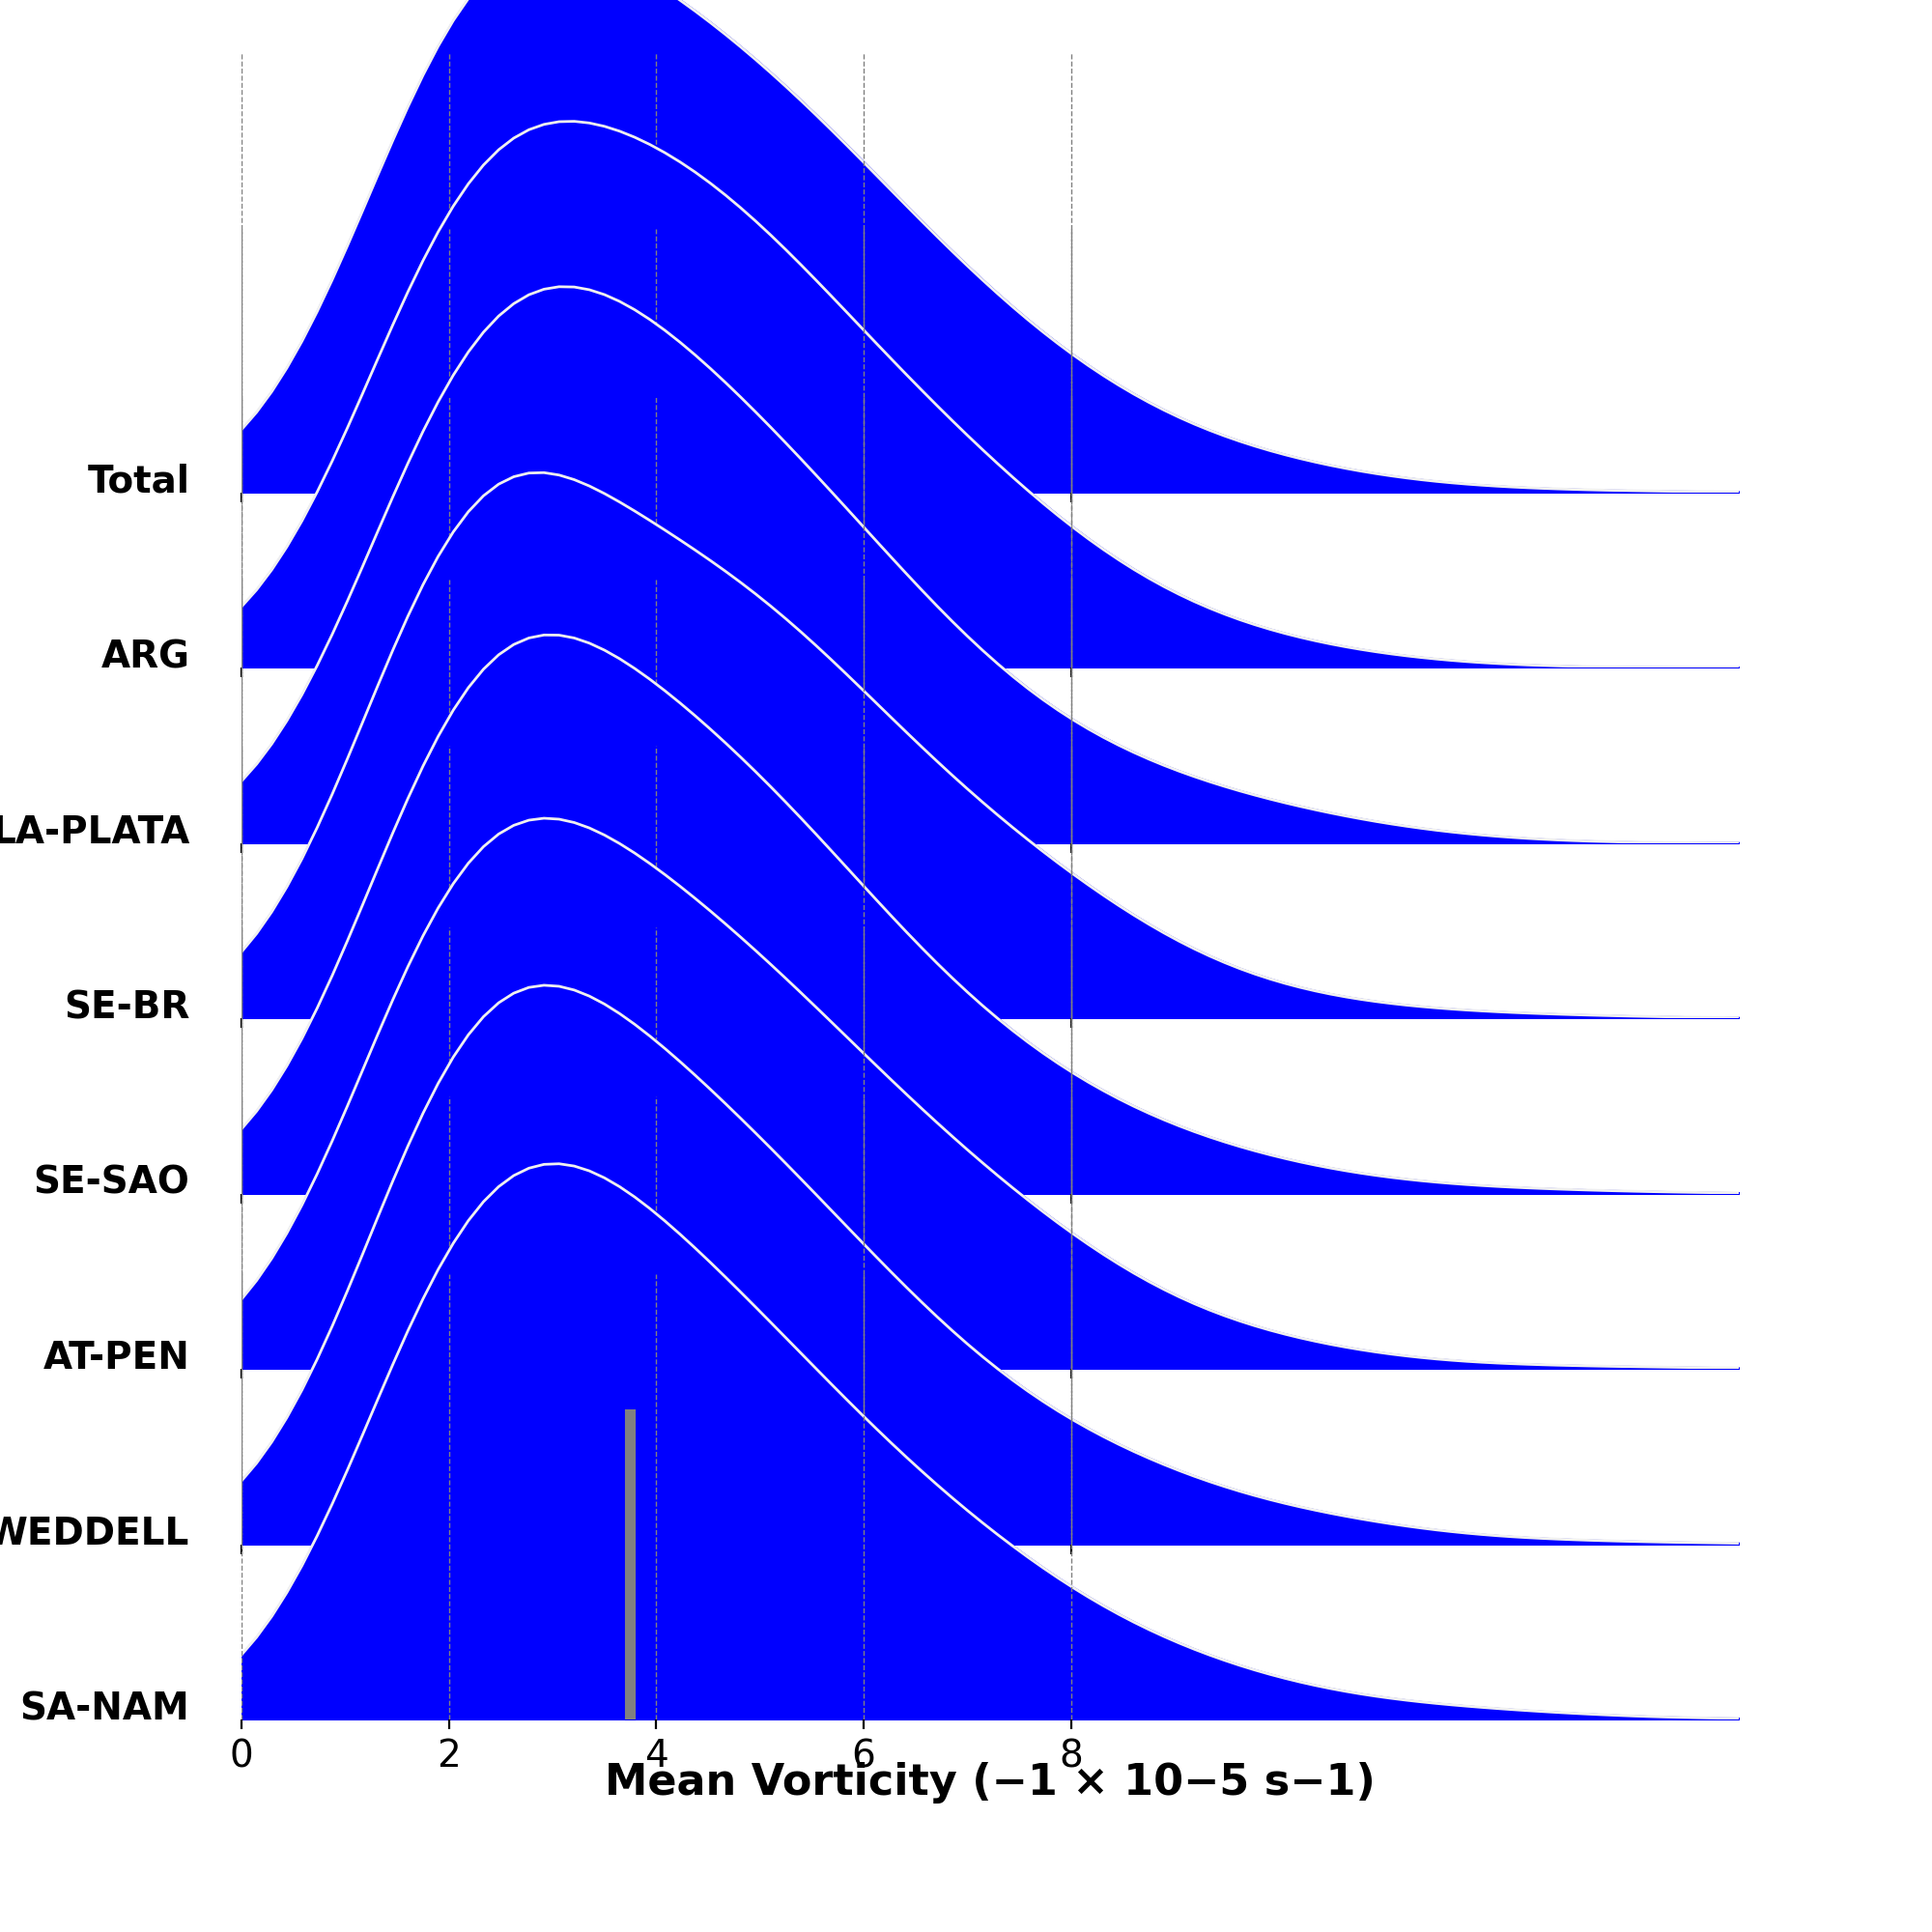 Total
ARG
LA-PLATA
SE-BR
SE-SAO
AT-PEN
WEDDELL
SA-NAM
0 2 4 6 8
Mean Vorticity (−1 × 10−5 s−1)